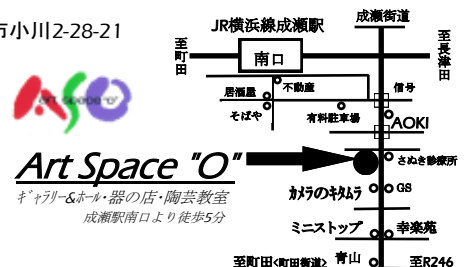 市小川2-28-21
art space "o"
Art Space "O"
ギャラリー&ホール・器の店・陶芸教室
成瀬駅南口より徒歩5分
成瀬街道
JR横浜線成瀬駅
至町田
南口
至長津田
不動産
居酒屋
信号
そばや
有料駐車場
AOKI
さぬき診療所
カメラのキタムラ
GS
ミニストップ
幸楽苑
至町田<町田街道>
青山
至R246